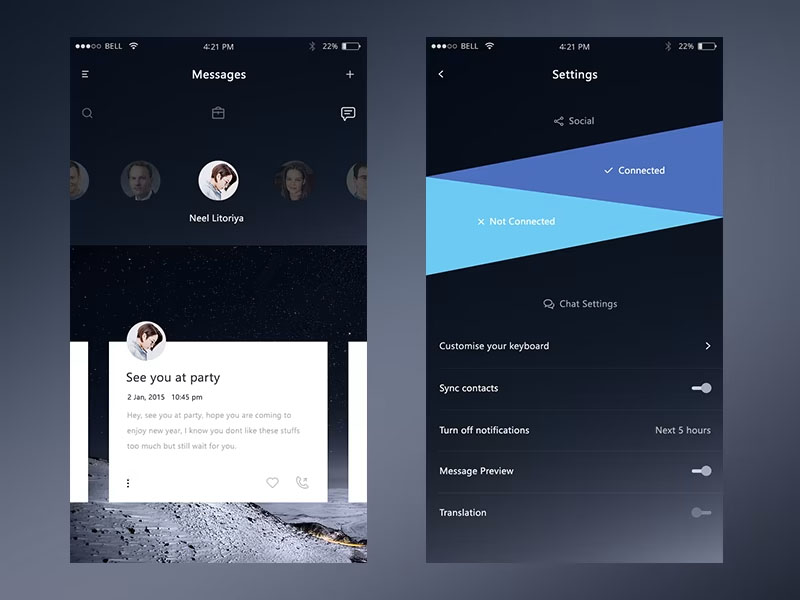 BELL 4:21 PM 22%
Messages
Neel Litoriya
See you at party
2 Jan, 2015 10:45 pm
Hey, see you at party, hope you are coming to
enjoy new year, I know you dont like these stuffs
too much but still wait for you.
BELL 4:21 PM 22%
Settings
Social
Connected
Not Connected
Chat Settings
Customise your keyboard
Sync contacts
Turn off notifications Next 5 hours
Message Preview
Translation